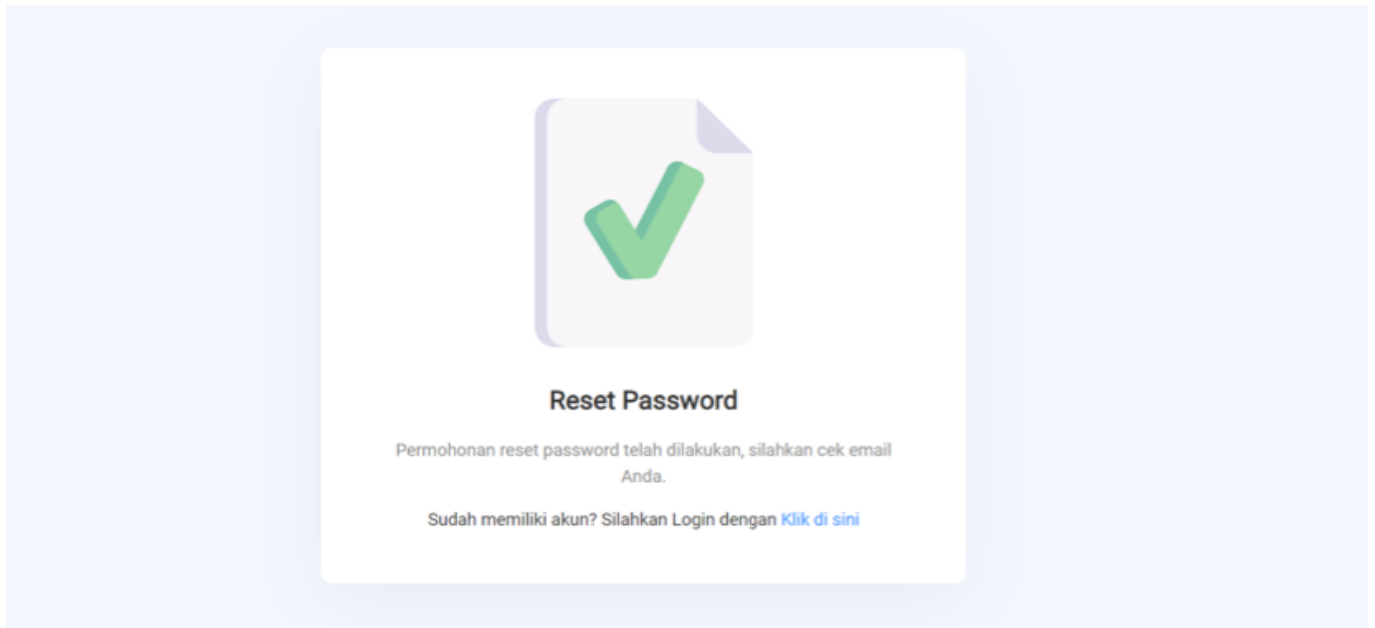 Reset Password
Permohonan reset password telah dilakukan, silahkan cek email
Anda.
Sudah memiliki akun? Silahkan Login dengan Klik di sini